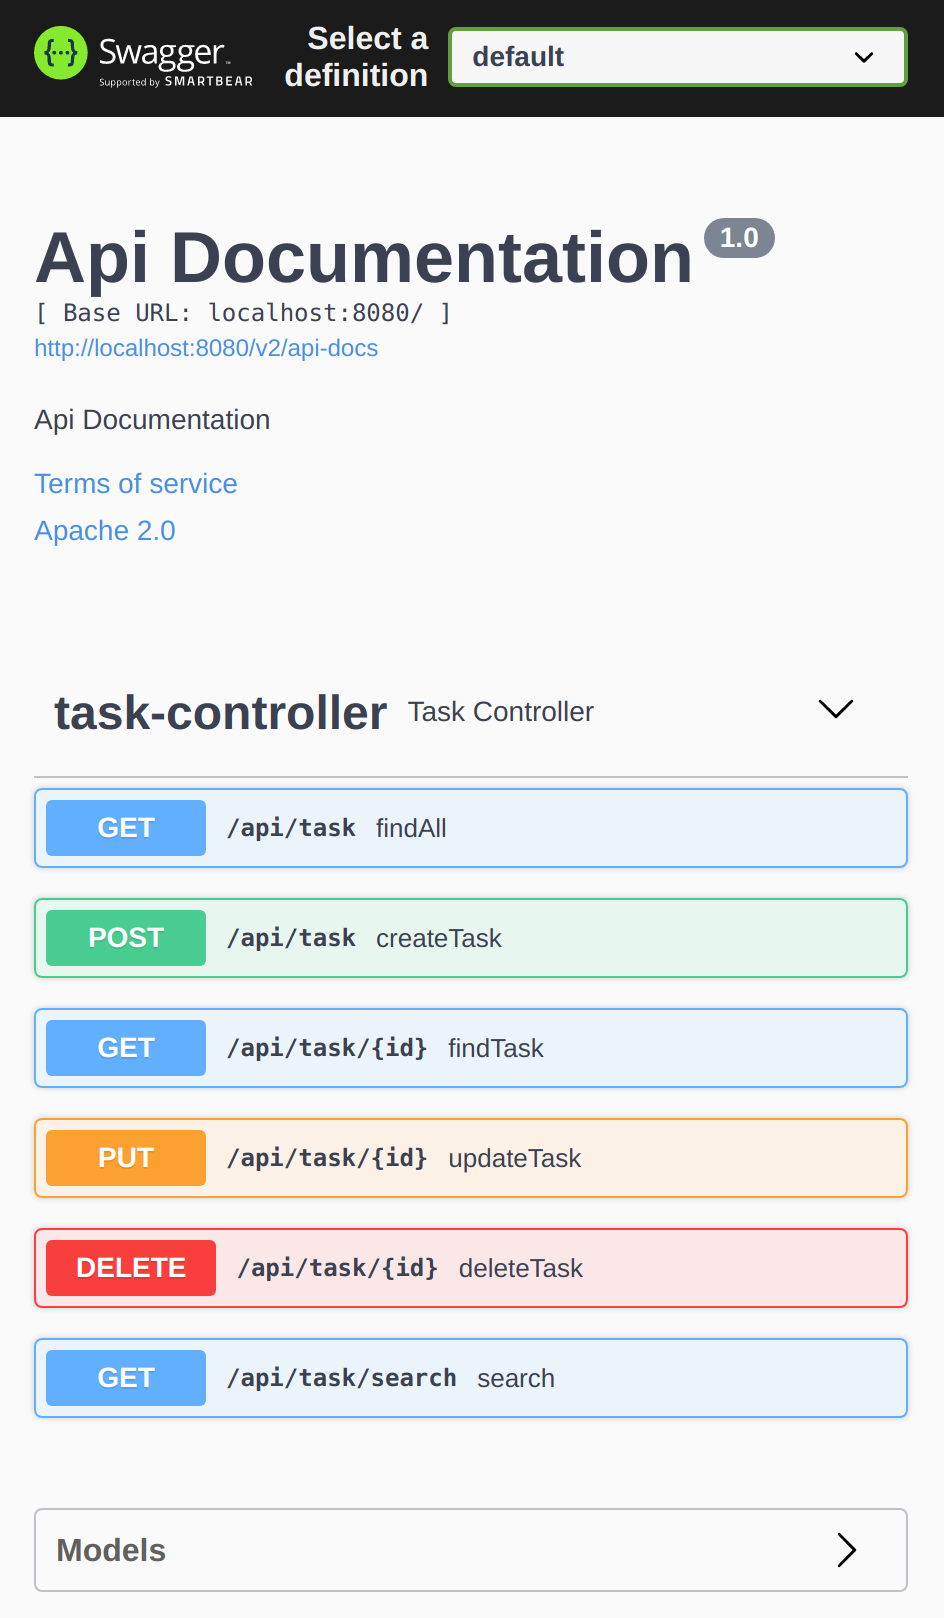 {...} Swagger™
Supported by SMARTBEAR
Select a
definition
default
Api Documentation 1.0
[ Base URL: localhost:8080/ ]
http://localhost:8080/v2/api-docs
Api Documentation
Terms of service
Apache 2.0
task-controller Task Controller
GET /api/task findAll
POST /api/task createTask
GET /api/task/{id} findTask
PUT /api/task/{id} updateTask
DELETE /api/task/{id} deleteTask
GET /api/task/search search
Models